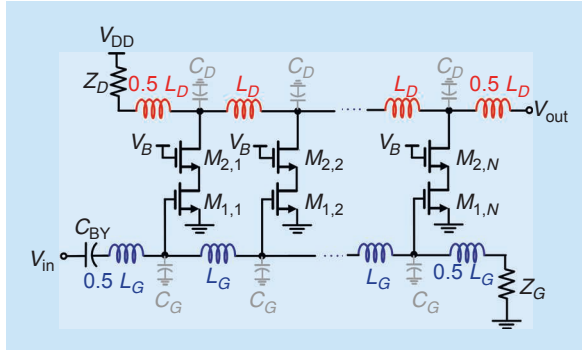 V_DD
Z_D
0.5 L_D
C_D
L_D
C_D
L_D
C_D
0.5 L_D
V_out
V_B
M_2,1
V_B
M_2,2
V_B
M_2,N
M_1,1
M_1,2
M_1,N
C_BY
V_in
0.5 L_G
C_G
L_G
C_G
L_G
C_G
0.5 L_G
Z_G